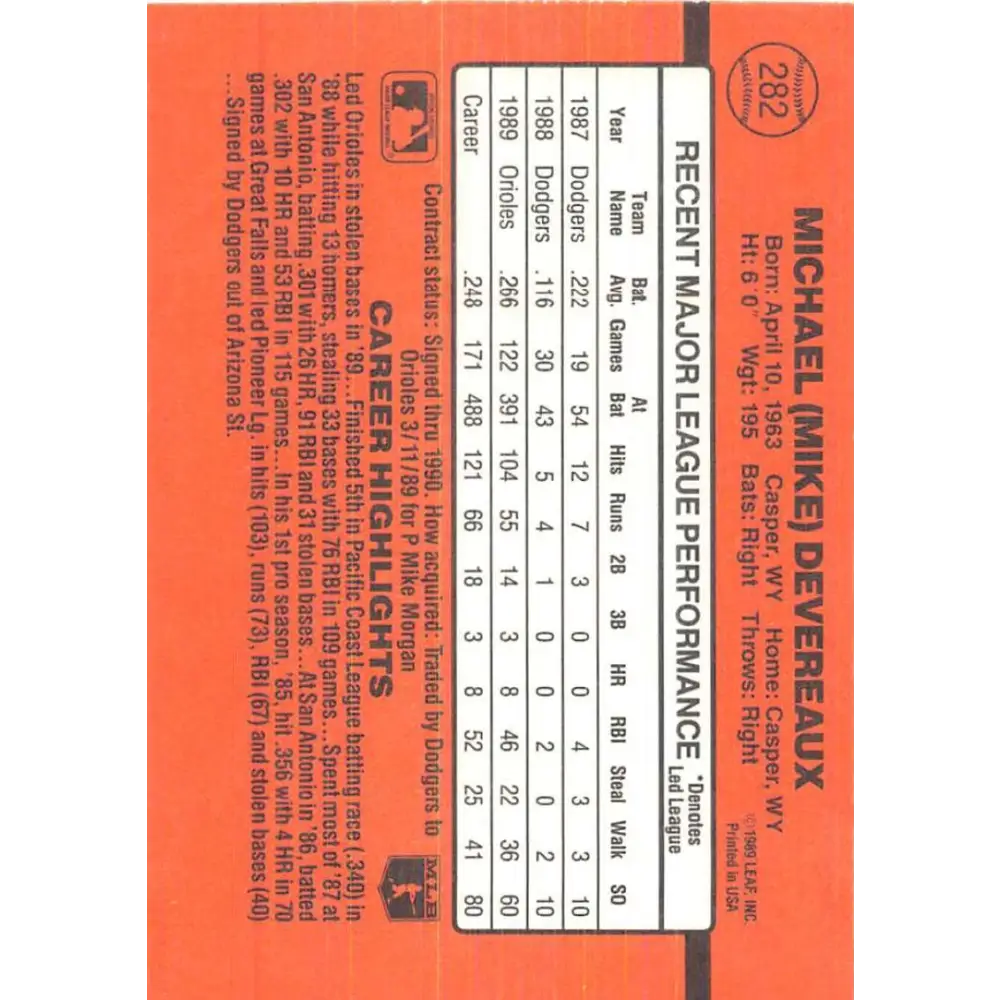 282
MICHAEL (MIKE) DEVEREAUX
Born: April 10, 1963 Casper, WY Home: Casper, WY
Ht: 6' 0" Wgt: 195 Bats: Right Throws: Right
©1989 LEAF, INC.
Printed in USA
RECENT MAJOR LEAGUE PERFORMANCE *Denotes Led League
Year Team Name Bat. Avg. Games At Bat Hits Runs 2B 3B HR RBI Steal Walk SO
1987 Dodgers .222 19 54 12 7 3 0 0 4 3 3 10
1988 Dodgers .116 30 43 5 4 1 0 0 2 0 2 10
1989 Orioles .266 122 391 104 55 14 3 8 46 22 36 60
Career .248 171 488 121 66 18 3 8 52 25 41 80
Contract status: Signed thru 1990. How acquired: Traded by Dodgers to
Orioles 3/11/89 for P Mike Morgan
MLB
CAREER HIGHLIGHTS
Led Orioles in stolen bases in '89...Finished 5th in Pacific Coast League batting race (.340) in
'88 while hitting 13 homers, stealing 33 bases with 76 RBI in 109 games...Spent most of '87 at
San Antonio, batting .301 with 26 HR, 91 RBI and 31 stolen bases...At San Antonio in '86, batted
.302 with 10 HR and 53 RBI in 115 games...In his 1st pro season, '85, hit .356 with 4 HR in 70
games at Great Falls and led Pioneer Lg. in hits (103), runs (73), RBI (67) and stolen bases (40)
...Signed by Dodgers out of Arizona St.